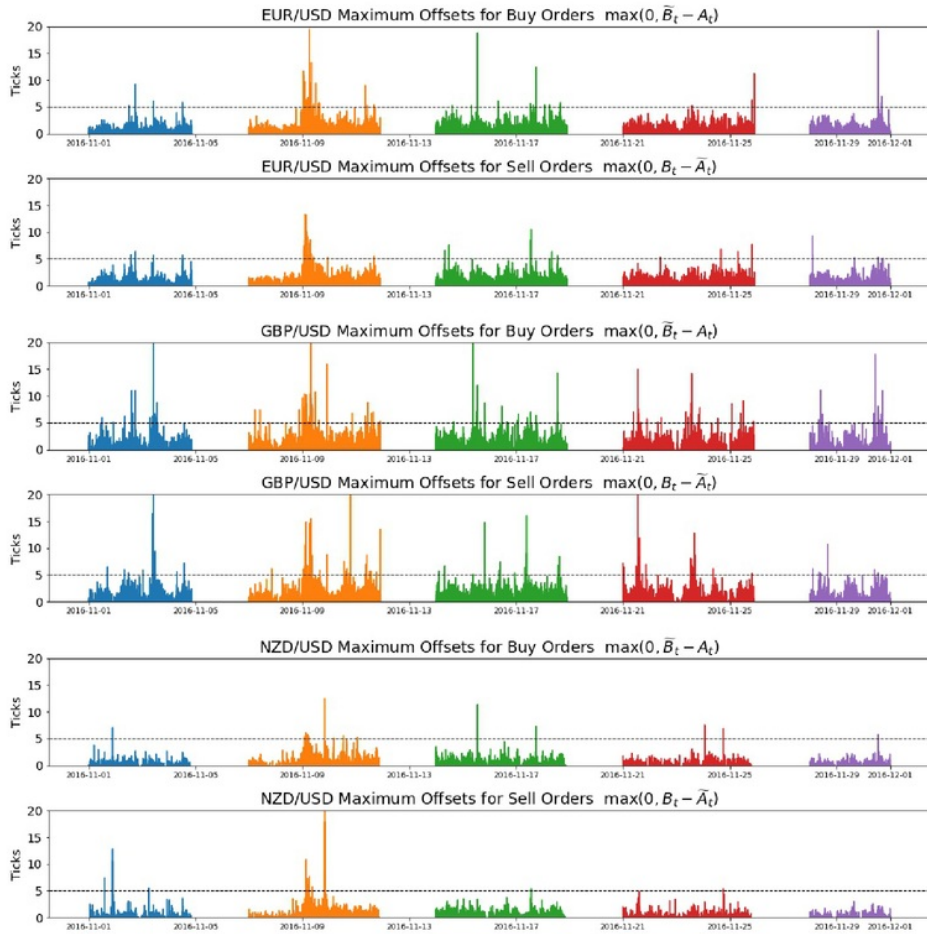 EUR/USD Maximum Offsets for Buy Orders max(0, B̃ₜ − Aₜ)
Ticks
20
15
10
5
0
2016-11-01 2016-11-05 2016-11-09 2016-11-13 2016-11-17 2016-11-21 2016-11-25 2016-11-29 2016-12-01
EUR/USD Maximum Offsets for Sell Orders max(0, Bₜ − Ãₜ)
Ticks
20
15
10
5
0
2016-11-01 2016-11-05 2016-11-09 2016-11-13 2016-11-17 2016-11-21 2016-11-25 2016-11-29 2016-12-01
GBP/USD Maximum Offsets for Buy Orders max(0, B̃ₜ − Aₜ)
Ticks
20
15
10
5
0
2016-11-01 2016-11-05 2016-11-09 2016-11-13 2016-11-17 2016-11-21 2016-11-25 2016-11-29 2016-12-01
GBP/USD Maximum Offsets for Sell Orders max(0, Bₜ − Ãₜ)
Ticks
20
15
10
5
0
2016-11-01 2016-11-05 2016-11-09 2016-11-13 2016-11-17 2016-11-21 2016-11-25 2016-11-29 2016-12-01
NZD/USD Maximum Offsets for Buy Orders max(0, B̃ₜ − Aₜ)
Ticks
20
15
10
5
0
2016-11-01 2016-11-05 2016-11-09 2016-11-13 2016-11-17 2016-11-21 2016-11-25 2016-11-29 2016-12-01
NZD/USD Maximum Offsets for Sell Orders max(0, Bₜ − Ãₜ)
Ticks
20
15
10
5
0
2016-11-01 2016-11-05 2016-11-09 2016-11-13 2016-11-17 2016-11-21 2016-11-25 2016-11-29 2016-12-01